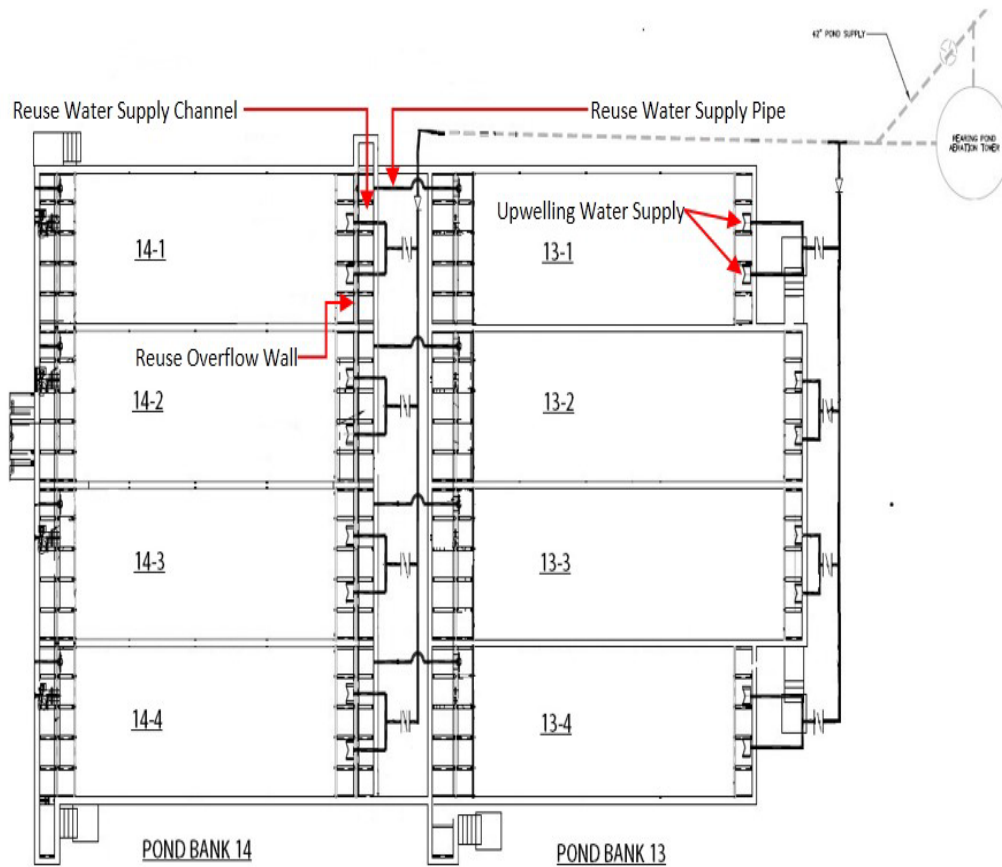 62" POND SUPPLY
Reuse Water Supply Channel
Reuse Water Supply Pipe
REARING POND
AERATION TOWER
Upwelling Water Supply
14-1
13-1
Reuse Overflow Wall
14-2
13-2
14-3
13-3
14-4
13-4
POND BANK 14
POND BANK 13